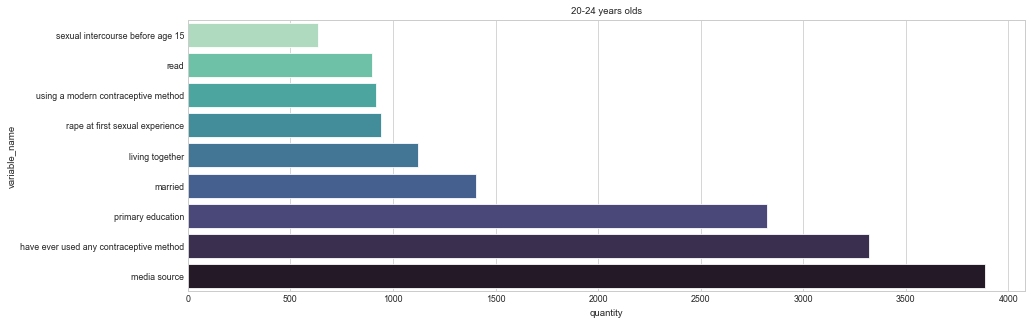 20-24 years olds
sexual intercourse before age 15
read
using a modern contraceptive method
rape at first sexual experience
living together
married
primary education
have ever used any contraceptive method
media source
variable_name
0 500 1000 1500 2000 2500 3000 3500 4000
quantity